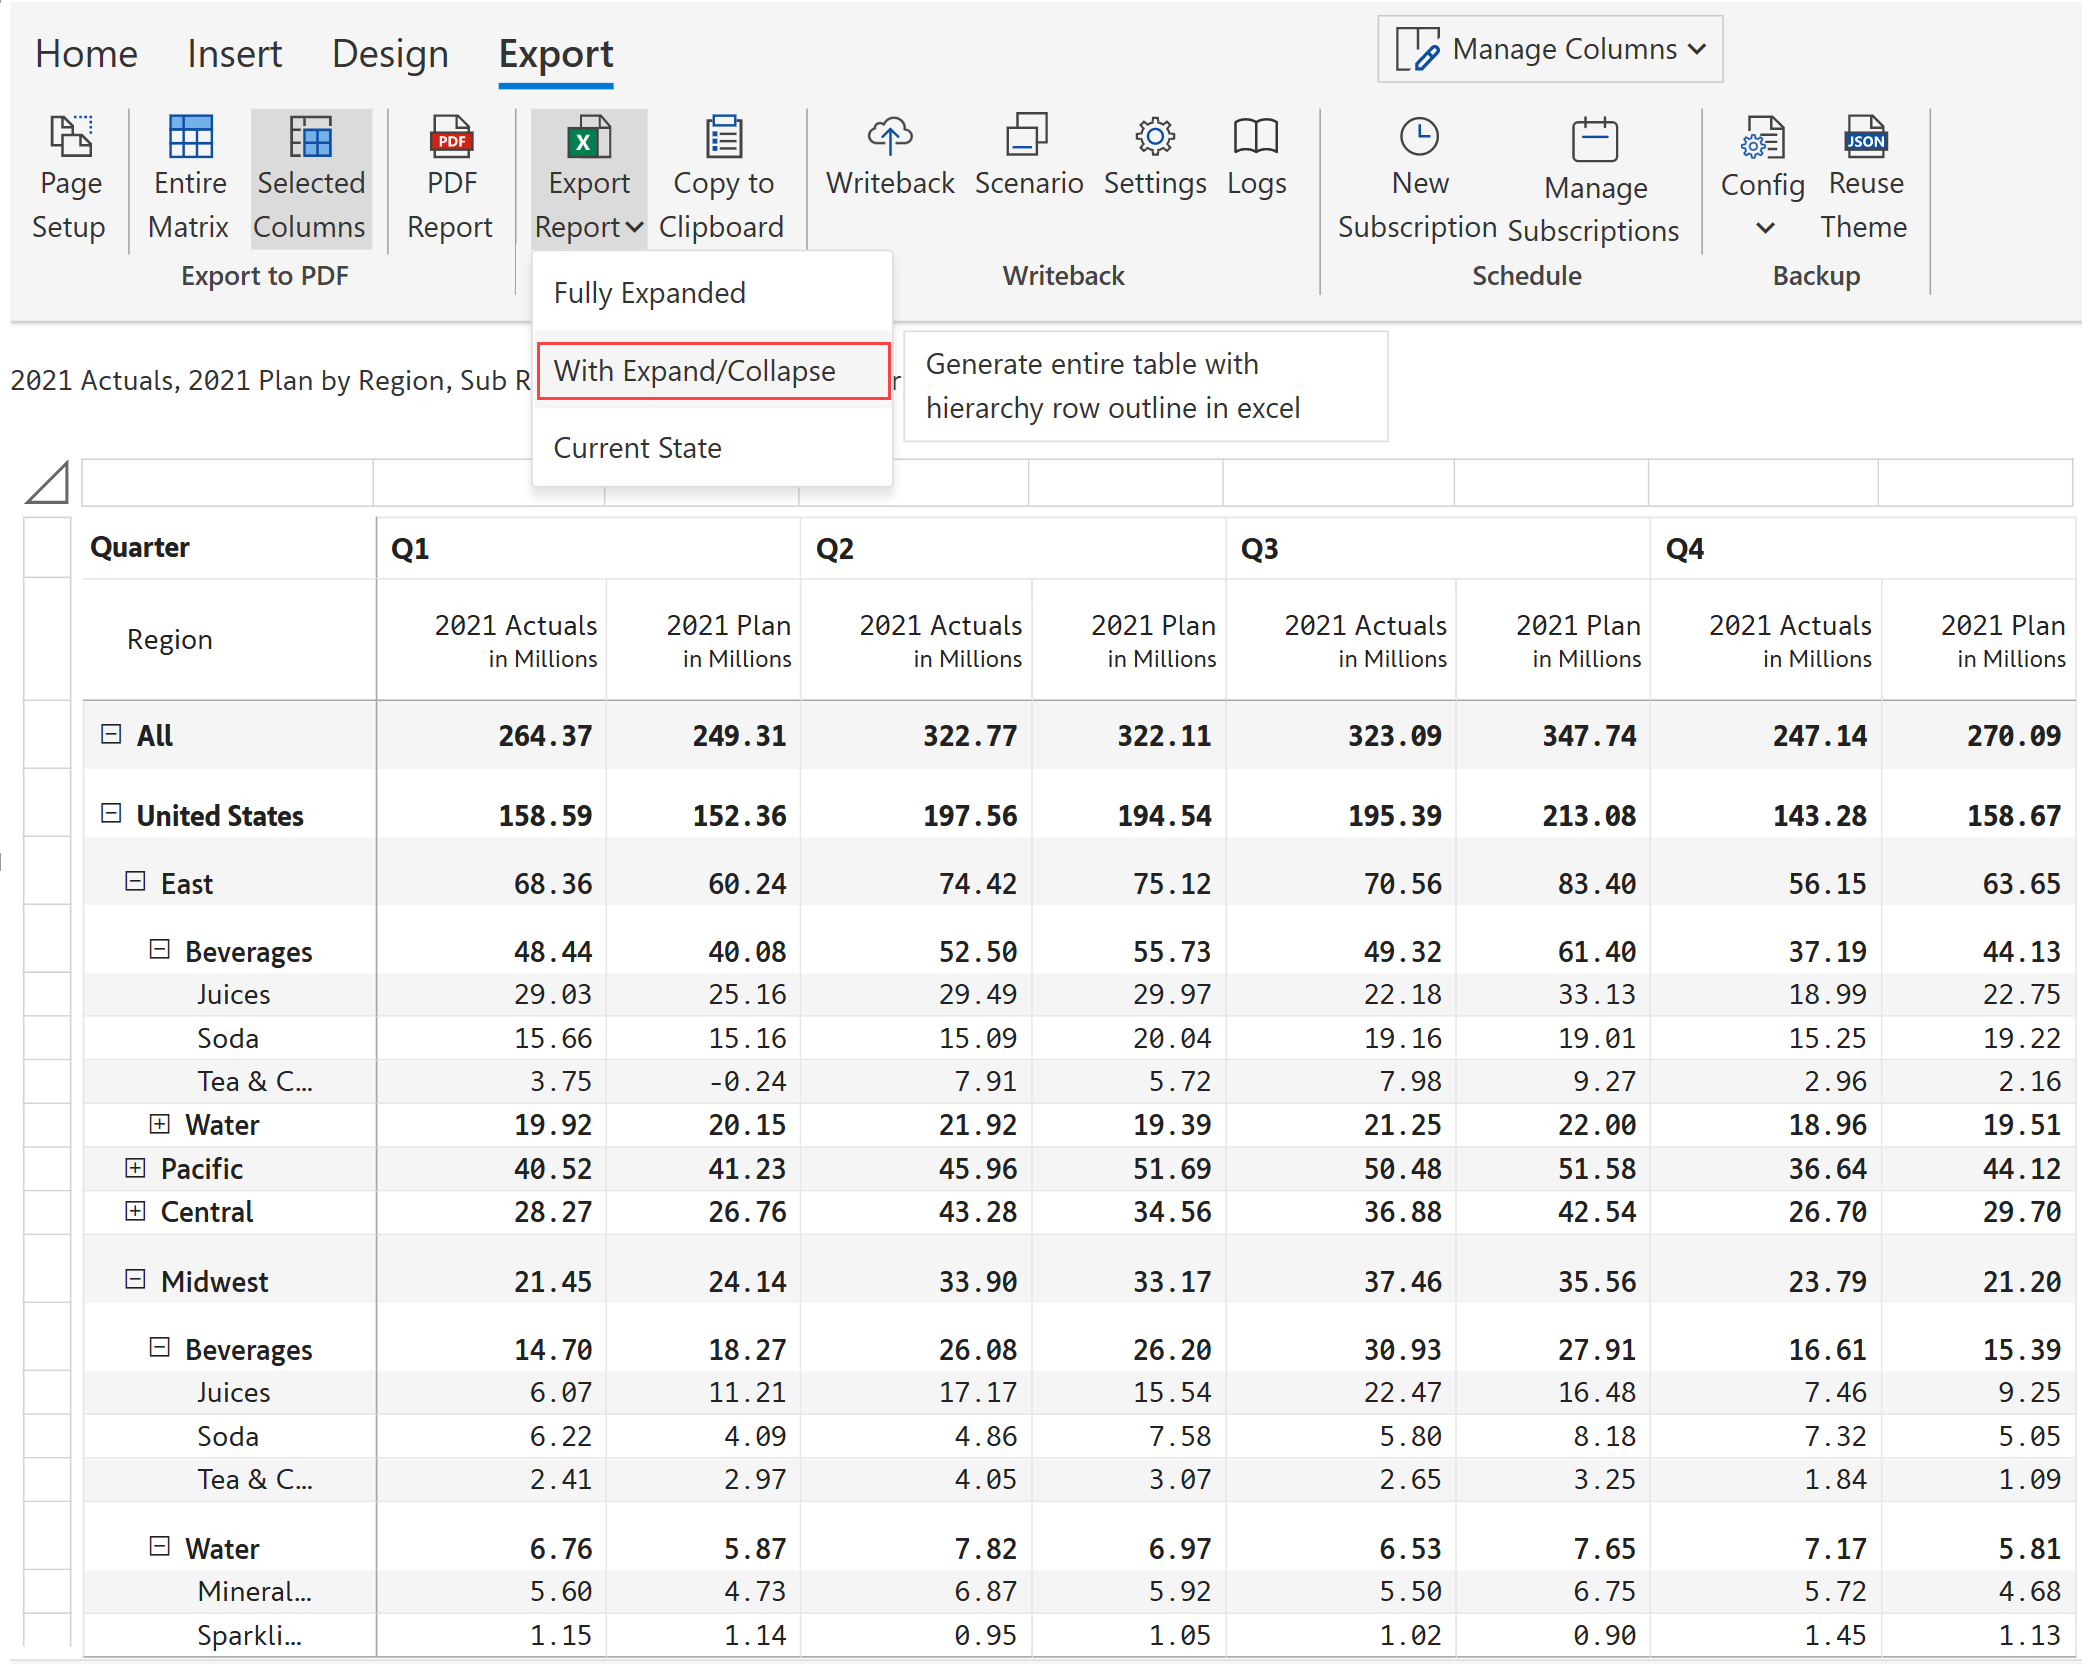 Home Insert Design Export
Manage Columns
Page Setup
Entire Matrix
Selected Columns
Export to PDF
PDF
PDF Report
X
Export Report
Copy to Clipboard
Writeback Scenario Settings Logs
Writeback
New Subscription
Manage Subscriptions
Schedule
Config
JSON
Reuse Theme
Backup
Fully Expanded
With Expand/Collapse
Current State
Generate entire table with
hierarchy row outline in excel
2021 Actuals, 2021 Plan by Region, Sub R
Quarter Q1 Q2 Q3 Q4
Region 2021 Actuals 2021 Plan 2021 Actuals 2021 Plan 2021 Actuals 2021 Plan 2021 Actuals 2021 Plan
in Millions in Millions in Millions in Millions in Millions in Millions in Millions in Millions
All 264.37 249.31 322.77 322.11 323.09 347.74 247.14 270.09
United States 158.59 152.36 197.56 194.54 195.39 213.08 143.28 158.67
East 68.36 60.24 74.42 75.12 70.56 83.40 56.15 63.65
Beverages 48.44 40.08 52.50 55.73 49.32 61.40 37.19 44.13
Juices 29.03 25.16 29.49 29.97 22.18 33.13 18.99 22.75
Soda 15.66 15.16 15.09 20.04 19.16 19.01 15.25 19.22
Tea & C... 3.75 -0.24 7.91 5.72 7.98 9.27 2.96 2.16
Water 19.92 20.15 21.92 19.39 21.25 22.00 18.96 19.51
Pacific 40.52 41.23 45.96 51.69 50.48 51.58 36.64 44.12
Central 28.27 26.76 43.28 34.56 36.88 42.54 26.70 29.70
Midwest 21.45 24.14 33.90 33.17 37.46 35.56 23.79 21.20
Beverages 14.70 18.27 26.08 26.20 30.93 27.91 16.61 15.39
Juices 6.07 11.21 17.17 15.54 22.47 16.48 7.46 9.25
Soda 6.22 4.09 4.86 7.58 5.80 8.18 7.32 5.05
Tea & C... 2.41 2.97 4.05 3.07 2.65 3.25 1.84 1.09
Water 6.76 5.87 7.82 6.97 6.53 7.65 7.17 5.81
Mineral... 5.60 4.73 6.87 5.92 5.50 6.75 5.72 4.68
Sparkli... 1.15 1.14 0.95 1.05 1.02 0.90 1.45 1.13